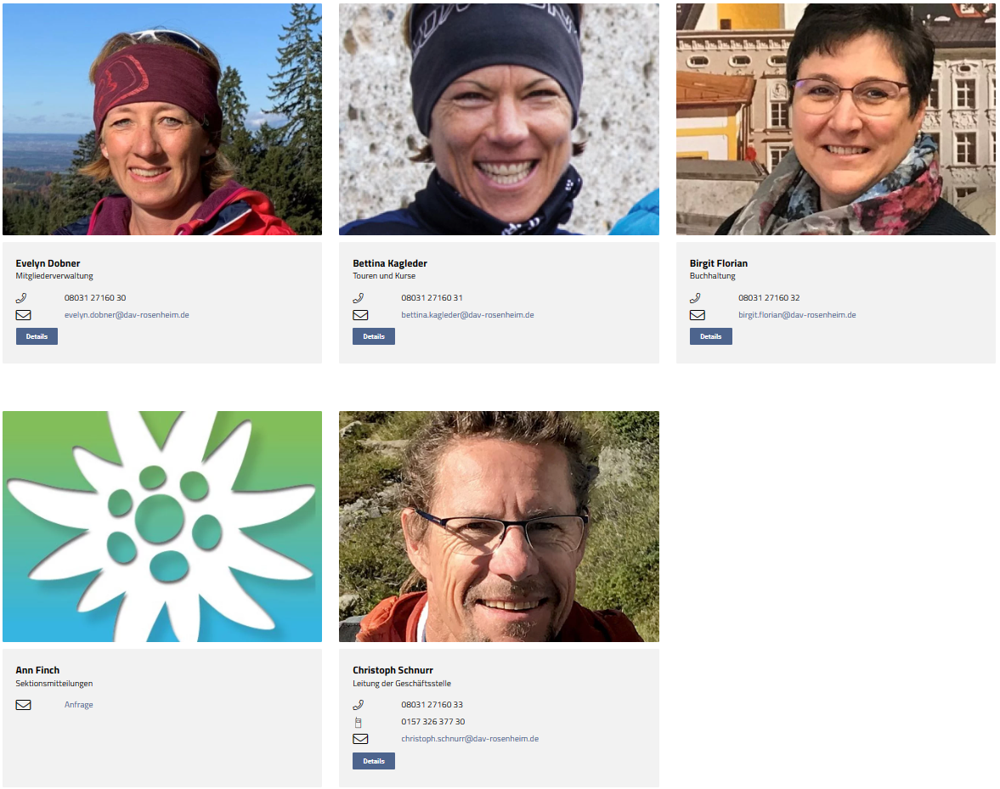 Evelyn Dobner
Mitgliederverwaltung
08031 27160 30
evelyn.dobner@dav-rosenheim.de
Details
Bettina Kagleder
Touren und Kurse
08031 27160 31
bettina.kagleder@dav-rosenheim.de
Details
Birgit Florian
Buchhaltung
08031 27160 32
birgit.florian@dav-rosenheim.de
Details
Ann Finch
Sektionsmitteilungen
Anfrage
Christoph Schnurr
Leitung der Geschäftsstelle
08031 27160 33
0157 326 377 30
christoph.schnurr@dav-rosenheim.de
Details